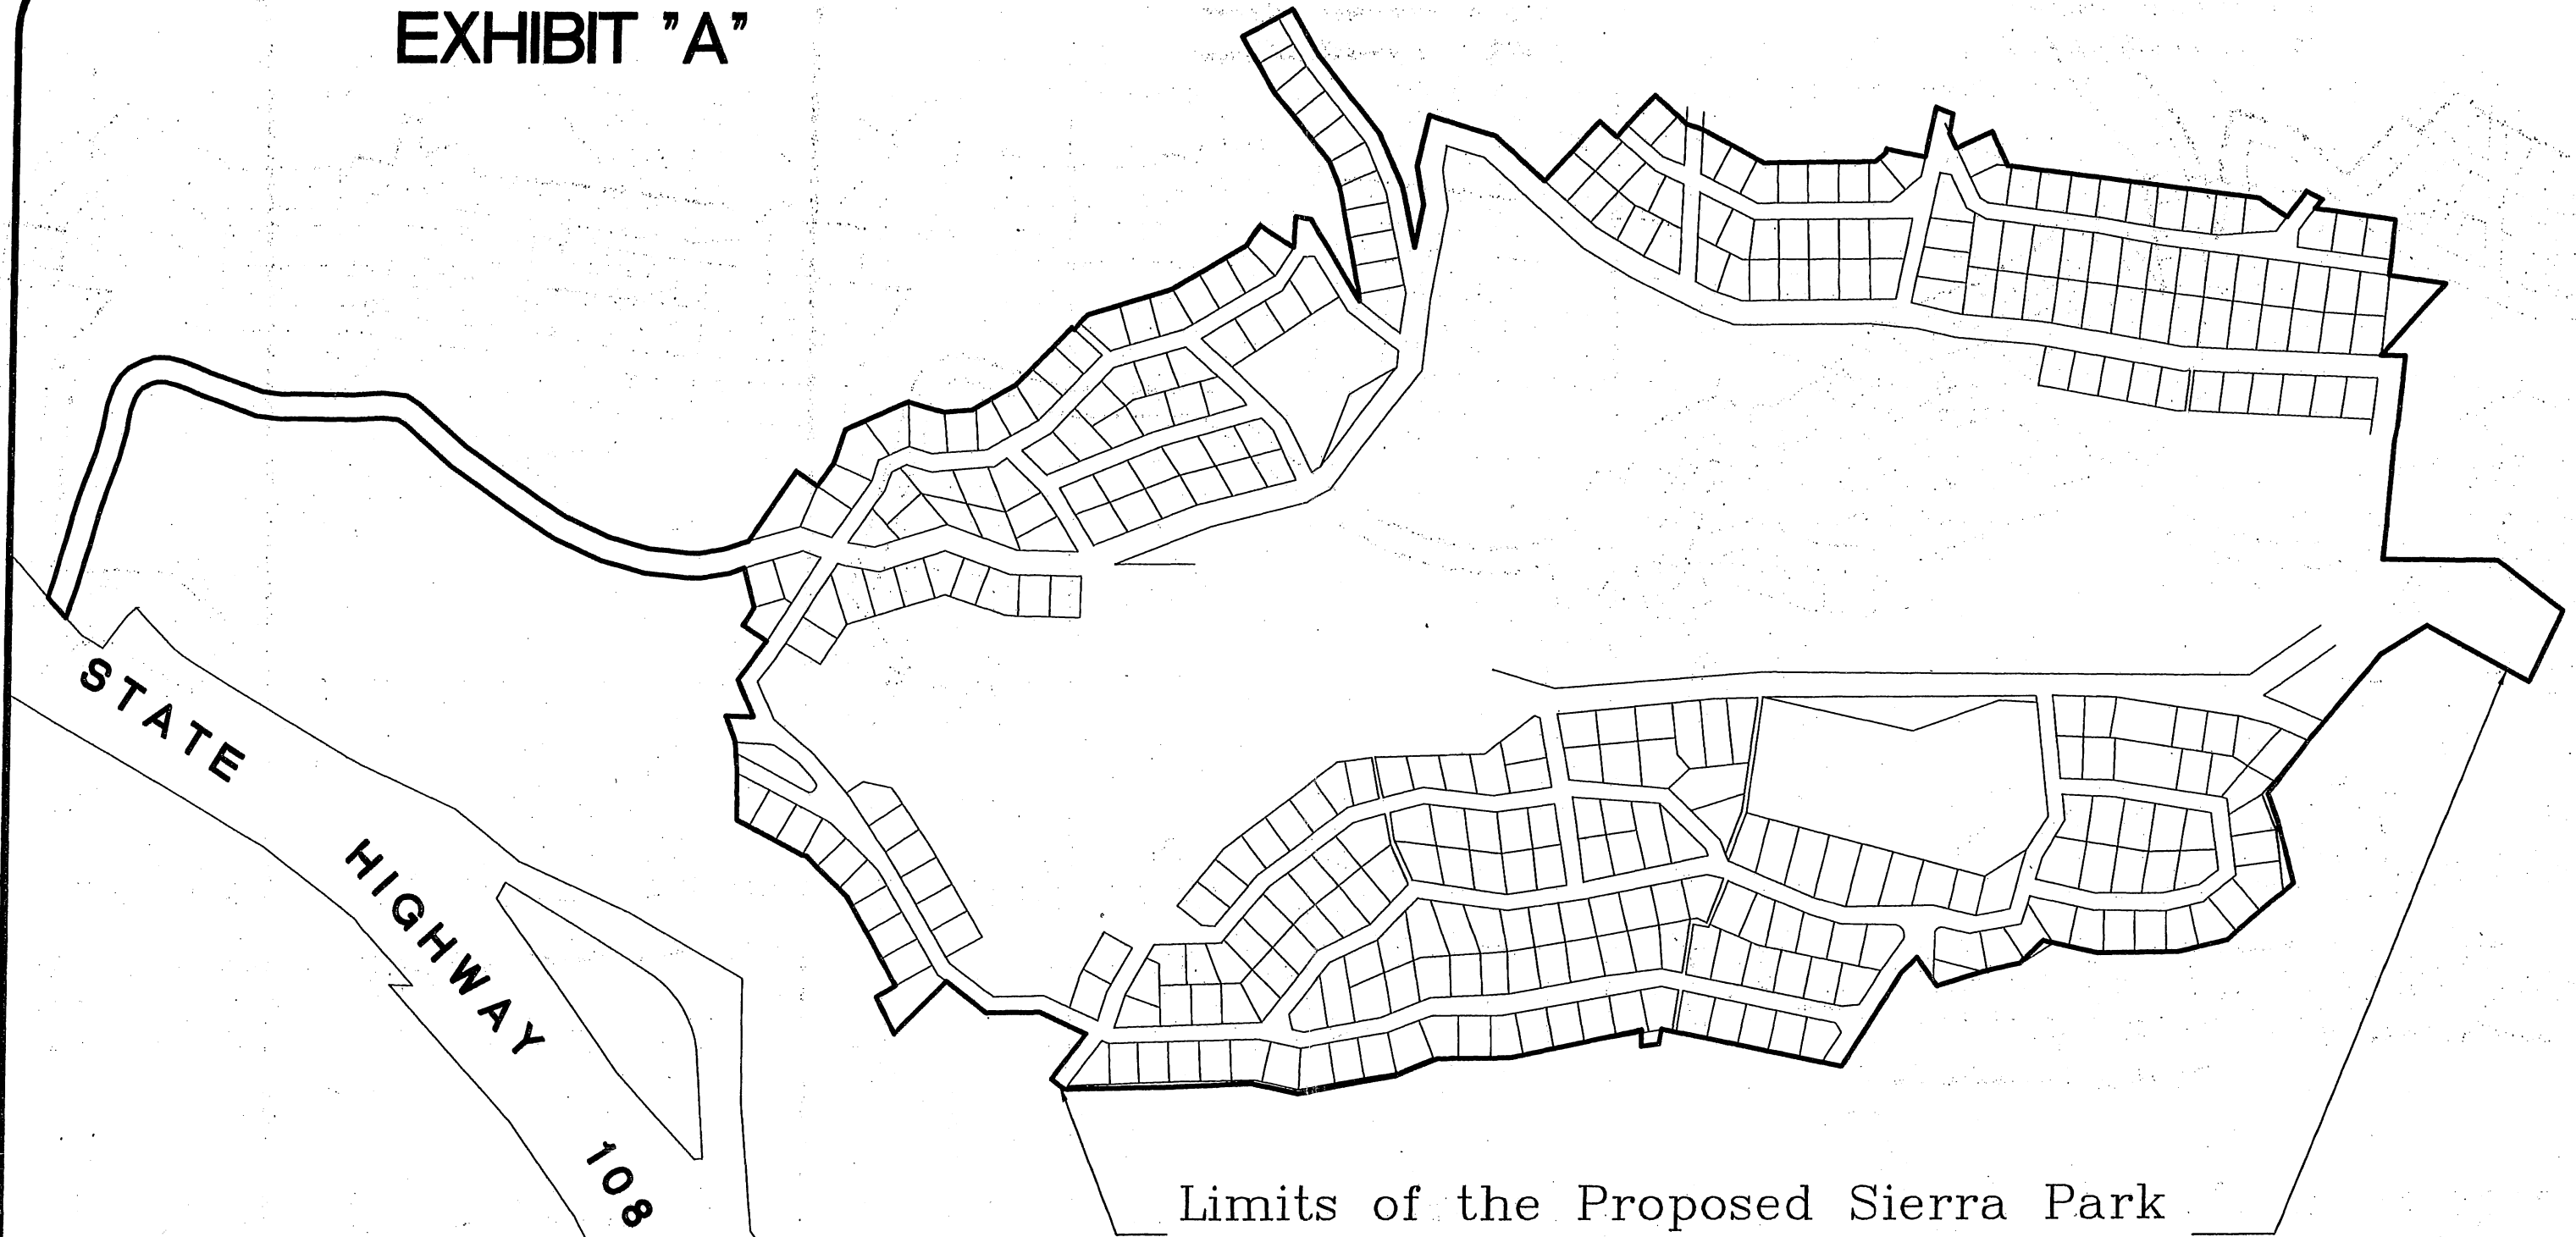 EXHIBIT "A"
STATE
HIGHWAY
108
Limits of the Proposed Sierra Park